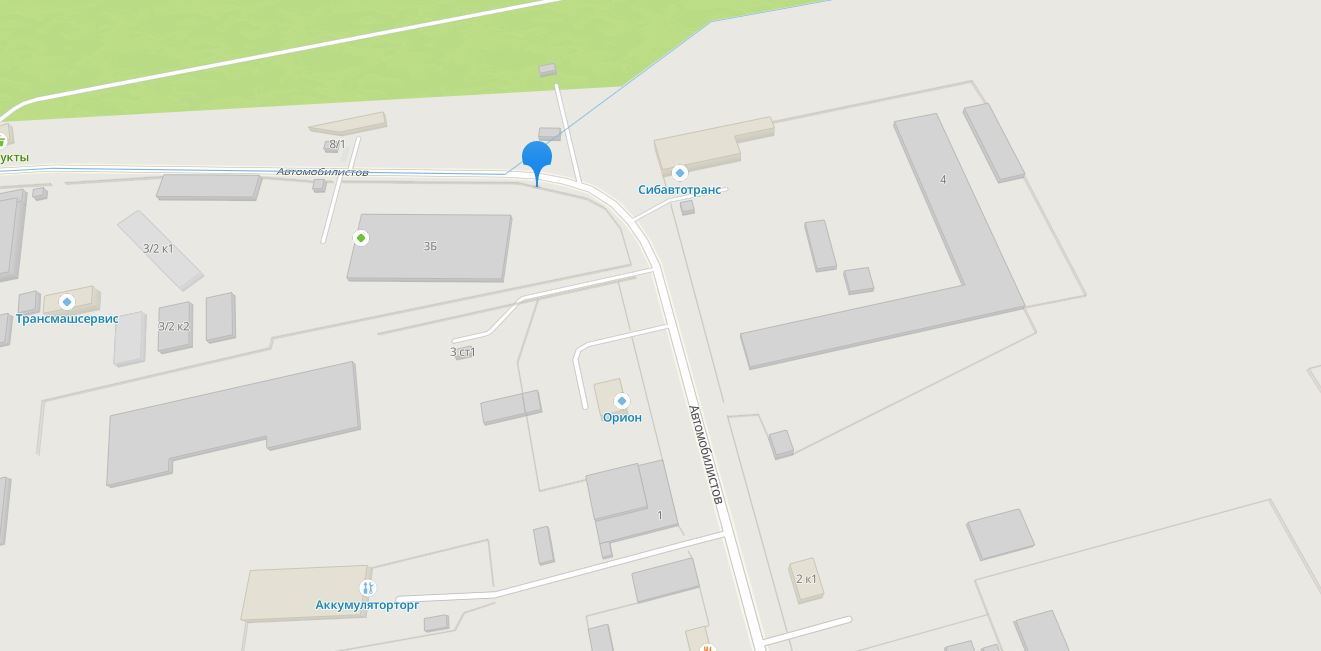 8/1
укты
Автомобилистов
Сибавтотранс
4
3/2 к1
3Б
Трансмашсервис
3/2 к2
3 ст1
Орион
Автомобилистов
1
2 к1
Аккумуляторторг